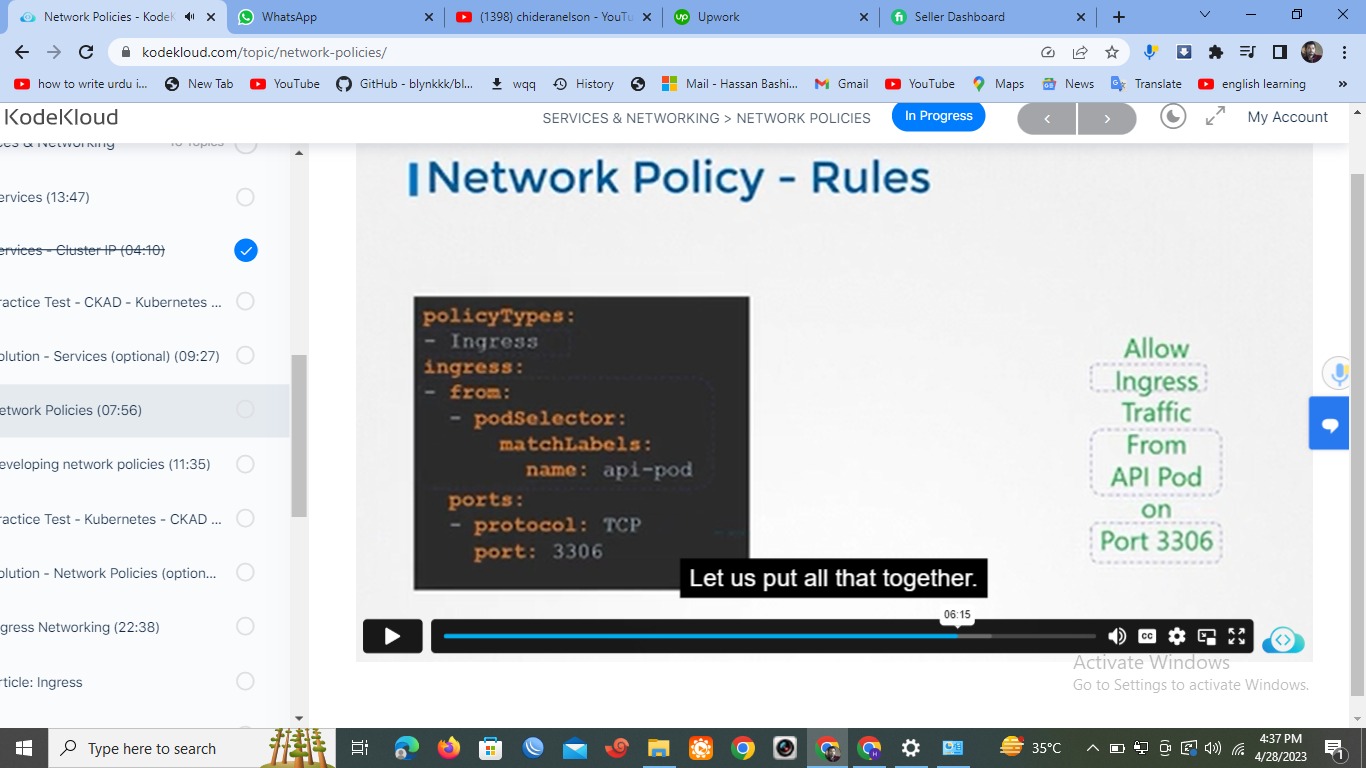 Network Policies - Kodek
WhatsApp
(1398) chideranelson - YouTu
Upwork
Seller Dashboard
kodekloud.com/topic/network-policies/
how to write urdu i...
New Tab
YouTube
GitHub - blynkkk/bl...
wqq
History
Mail - Hassan Bashi...
Gmail
YouTube
Maps
News
Translate
english learning
»
KodeKloud
SERVICES & NETWORKING > NETWORK POLICIES
In Progress
My Account
ces & Networking
ervices (13:47)
ervices - Cluster IP (04:10)
ractice Test - CKAD - Kubernetes ...
olution - Services (optional) (09:27)
etwork Policies (07:56)
eveloping network policies (11:35)
ractice Test - Kubernetes - CKAD ...
olution - Network Policies (option...
gress Networking (22:38)
rticle: Ingress
Network Policy - Rules
policyTypes:
- Ingress
ingress:
- from:
- podSelector:
matchLabels:
name: api-pod
ports:
- protocol: TCP
port: 3306
Allow
Ingress
Traffic
From
API Pod
on
Port 3306
Let us put all that together.
06:15
CC
Activate Windows
Go to Settings to activate Windows.
Type here to search
35°C
4:37 PM
4/28/2023
1